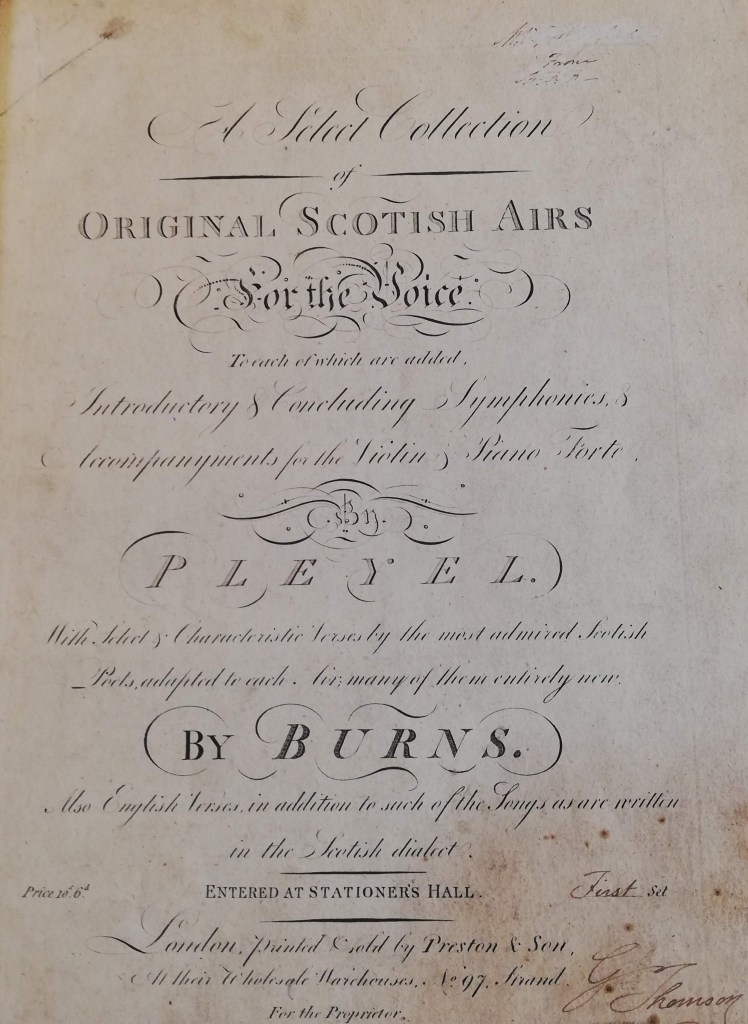 From
A Select Collection
of
ORIGINAL SCOTISH AIRS
For the Voice.
To each of which are added,
Introductory & Concluding Symphonies, &
Accompanyments for the Violin & Piano Forte,
By.
PLEYEL.
With Select & Characteristic Verses by the most admired Scotish
Poets, adapted to each Air; many of them entirely new.
BY BURNS.
Also English Verses, in addition to such of the Songs as are written
in the Scotish dialect.
Price 10s. 6d
ENTERED AT STATIONER'S HALL.
First Set
London, Printed & sold by Preston & Son,
At their Wholesale Warehouses, No. 97, Strand.
For the Proprietor.
G. Thomson